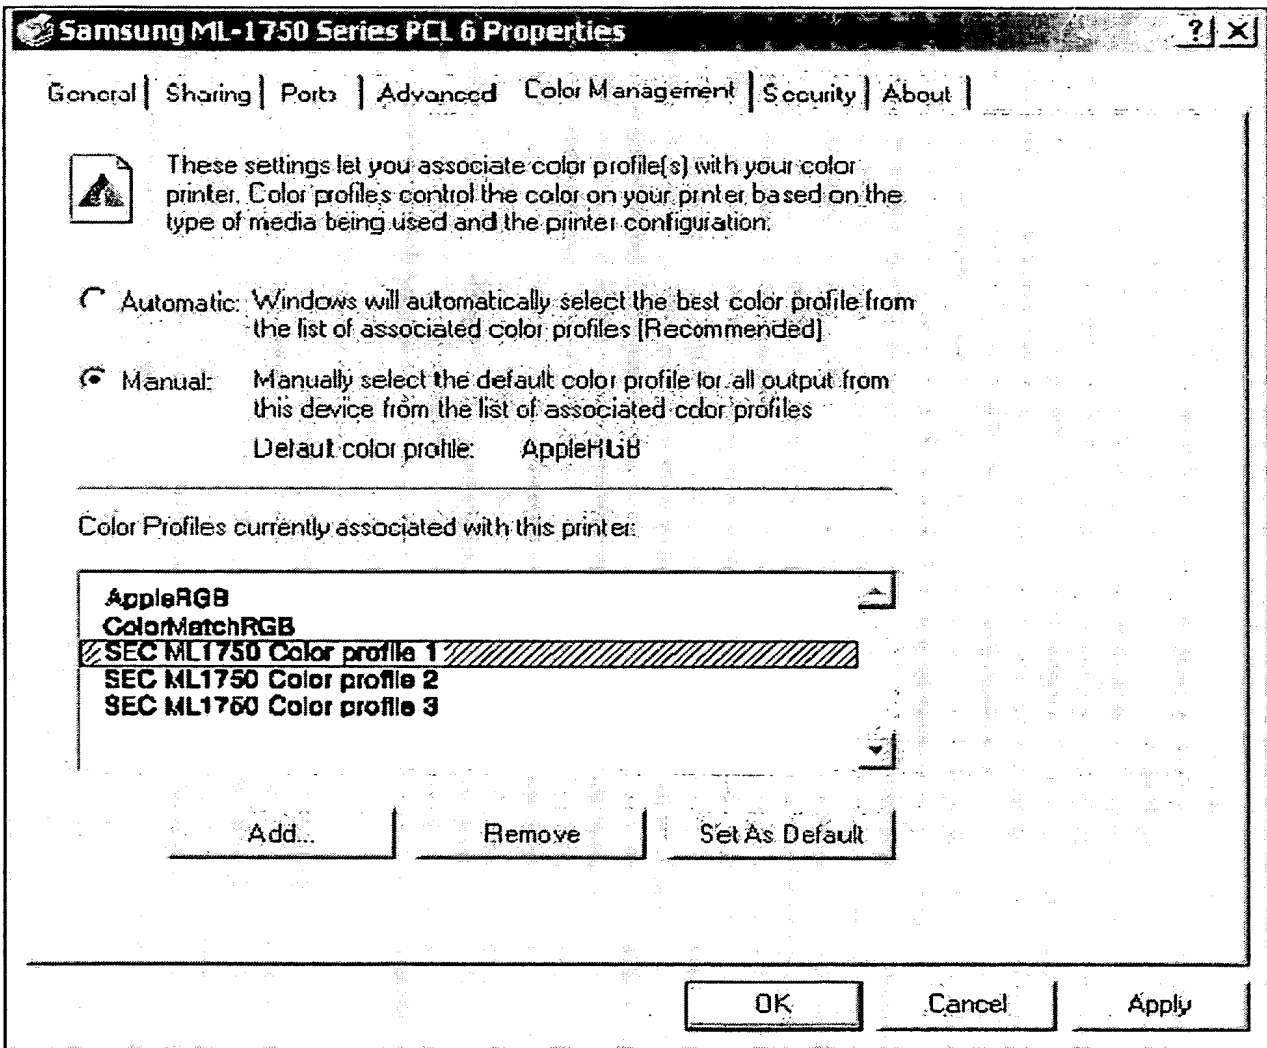 Samsung ML-1750 Series PCL 6 Properties ? X
General Sharing Ports Advanced Color Management Security About
These settings let you associate color profile(s) with your color
printer. Color profiles control the color on your printer based on the
type of media being used and the printer configuration.
Automatic: Windows will automatically select the best color profile from
the list of associated color profiles (Recommended)
Manual: Manually select the default color profile for all output from
this device from the list of associated color profiles
Default color profile: AppleRGB
Color Profiles currently associated with this printer:
AppleRGB
ColorMatchRGB
SEC ML1750 Color profile 1
SEC ML1750 Color profile 2
SEC ML1750 Color profile 3
Add... Remove Set As Default
OK Cancel Apply